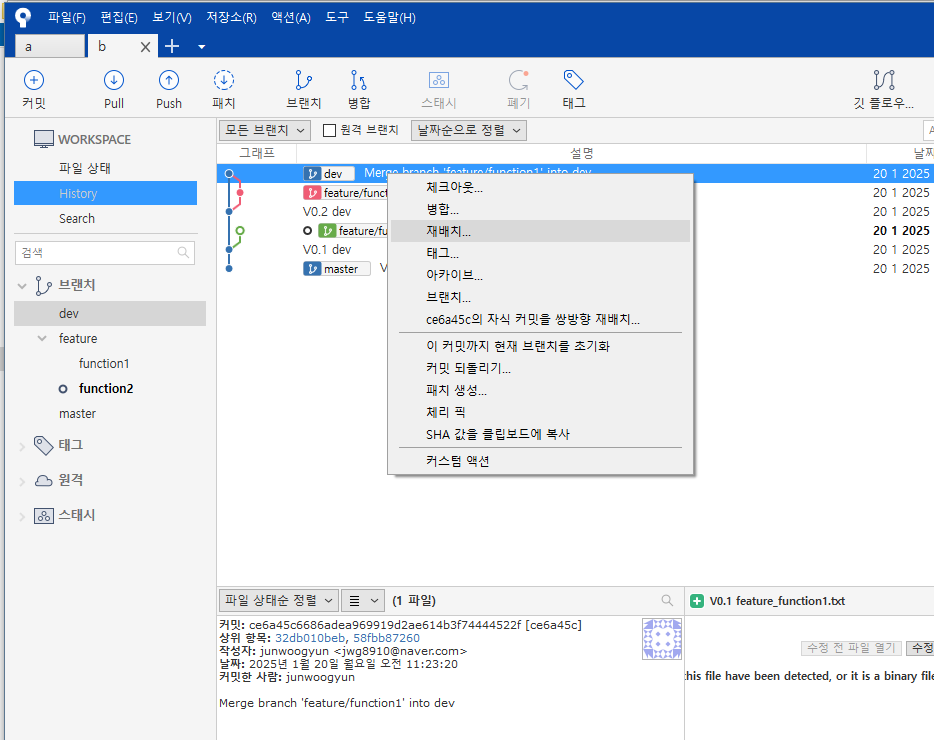 파일(F) 편집(E) 보기(V) 저장소(R) 액션(A) 도구 도움말(H)
a b
커밋 Pull Push 패치 브랜치 병합 스태시 폐기 태그 깃 플로우...
WORKSPACE
파일 상태
History
Search
검색
브랜치
dev
feature
function1
function2
master
태그
원격
스태시
모든 브랜치 원격 브랜치 날짜순으로 정렬
그래프 설명 날짜
dev Merge branch 'feature/function1' into dev 20 1 2025
feature/funct 20 1 2025
V0.2 dev 20 1 2025
feature/fu 20 1 2025
V0.1 dev 20 1 2025
master V 20 1 2025
체크아웃...
병합...
재배치...
태그...
아카이브...
브랜치...
ce6a45c의 자식 커밋을 쌍방향 재배치...
이 커밋까지 현재 브랜치를 초기화
커밋 되돌리기...
패치 생성...
체리 픽
SHA 값을 클립보드에 복사
커스텀 액션
파일 상태순 정렬 (1 파일)
커밋: ce6a45c6686adea969919d2ae614b3f74444522f [ce6a45c]
상위 항목: 32db010beb, 58fbb87260
작성자: junwoogyun <jwg8910@naver.com>
날짜: 2025년 1월 20일 월요일 오전 11:23:20
커밋한 사람: junwoogyun
Merge branch 'feature/function1' into dev
V0.1 feature_function1.txt
수정 전 파일 열기 수정
this file have been detected, or it is a binary file